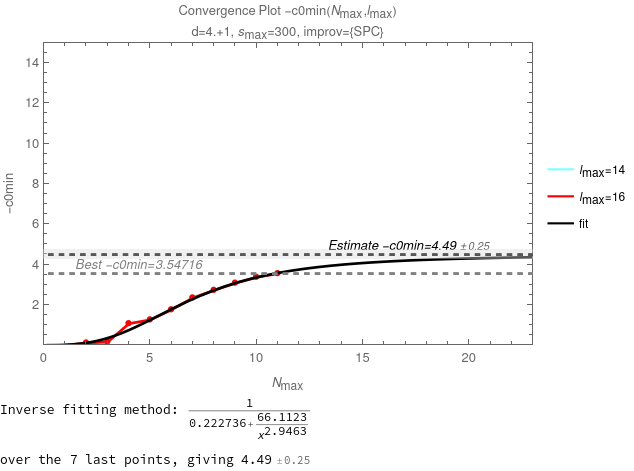 Convergence Plot −c0min(Nmax,lmax)
d=4.+1, smax=300, improv={SPC}
−c0min
14
12
10
8
6
4
2
0
5
10
15
20
Nmax
Estimate −c0min=4.49 ±0.25
Best −c0min=3.54716
lmax=14
lmax=16
fit
Inverse fitting method: 1
0.222736+ 66.1123
x2.9463
over the 7 last points, giving 4.49 ±0.25